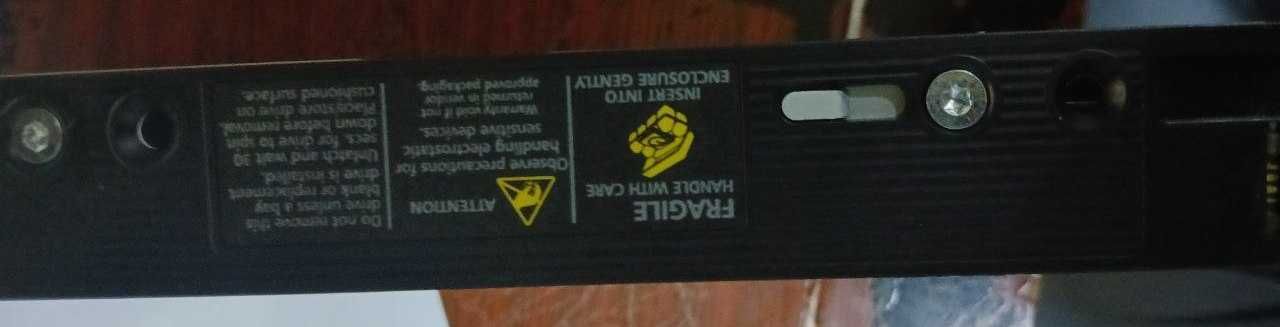 FRAGILE
HANDLE WITH CARE
INSERT INTO
ENCLOSURE GENTLY
ATTENTION
Observe precautions for
handling electrostatic
sensitive devices.
Warranty void if not
returned in vendor
approved packaging.
Do not remove this
drive unless a bay
blank or replacement
drive is installed.
Unlatch and wait 30
secs. for drive to spin
down before removal.
Place/store drive on
cushioned surface.